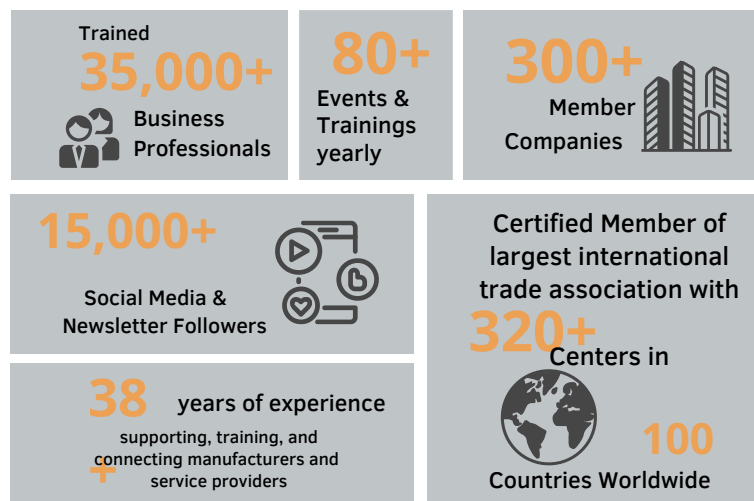 Trained
35,000+
Business
Professionals
80+
Events &
Trainings
yearly
300+
Member
Companies
15,000+
Social Media &
Newsletter Followers
38
+
years of experience
supporting, training, and
connecting manufacturers and
service providers
Certified Member of
largest international
trade association with
320+
Centers in
100
Countries Worldwide